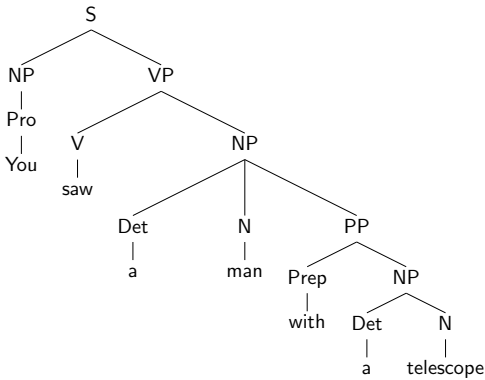 S
NP VP
Pro
You
V NP
saw
Det N PP
a man
Prep NP
with
Det N
a telescope